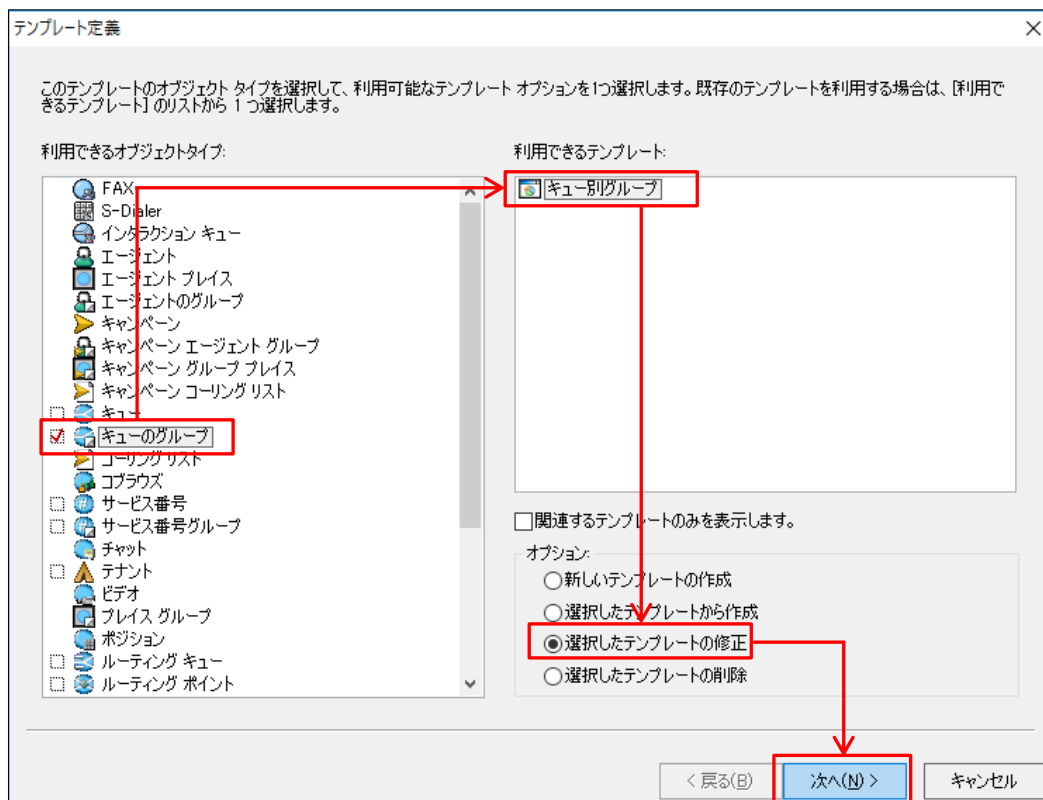 テンプレート定義
このテンプレートのオブジェクト タイプを選択して、利用可能なテンプレート オプションを1つ選択します。既存のテンプレートを利用する場合は、[利用で
きるテンプレート] のリストから 1 つ選択します。
利用できるオブジェクトタイプ:
FAX
S-Dialer
インタラクション キュー
エージェント
エージェント プレイス
エージェントのグループ
キャンペーン
キャンペーン エージェント グループ
キャンペーン グループ プレイス
キャンペーン コーリング リスト
キュー
キューのグループ
コーリング リスト
コブラウズ
サービス番号
サービス番号グループ
チャット
テナント
ビデオ
プレイス グループ
ポジション
ルーティング キュー
ルーティング ポイント
利用できるテンプレート:
キュー別グループ
関連するテンプレートのみを表示します。
オプション:
新しいテンプレートの作成
選択したテンプレートから作成
選択したテンプレートの修正
選択したテンプレートの削除
< 戻る(B)
次へ(N) >
キャンセル